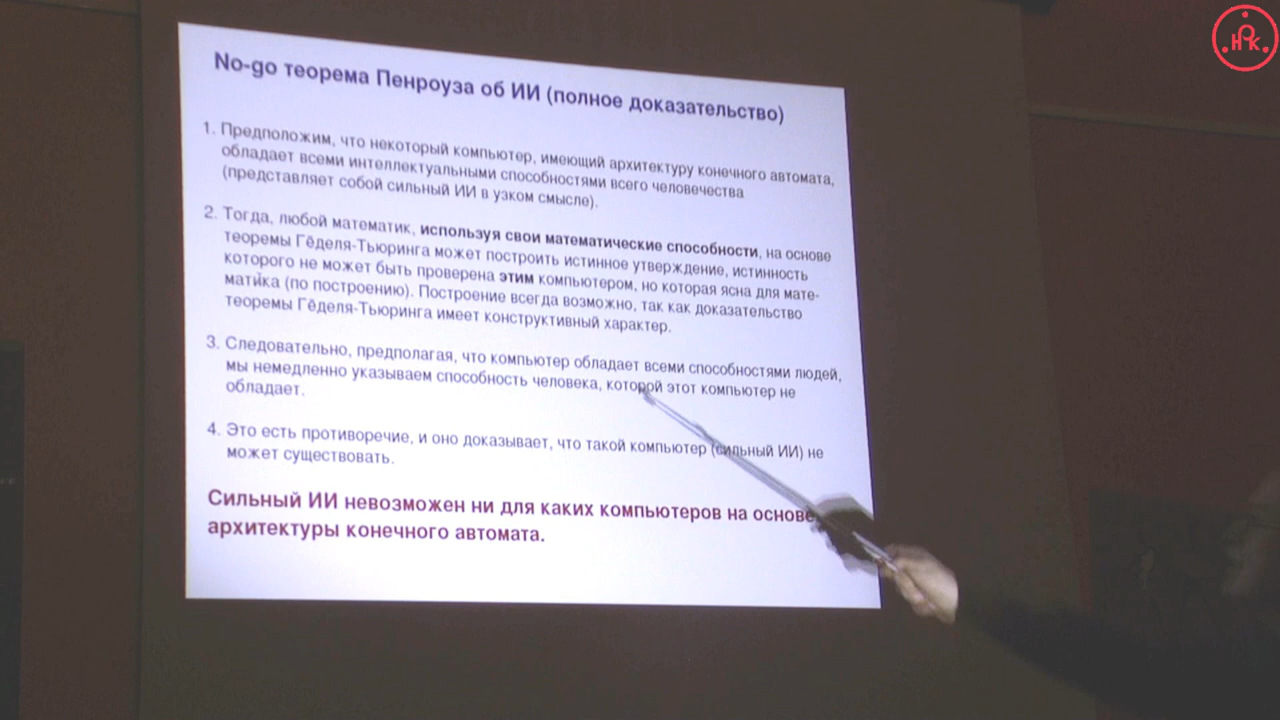 No-go теорема Пенроуза об ИИ (полное доказательство)
1. Предположим, что некоторый компьютер, имеющий архитектуру конечного автомата,
обладает всеми интеллектуальными способностями всего человечества
(представляет собой сильный ИИ в узком смысле).
2. Тогда, любой математик, используя свои математические способности, на основе
теоремы Гёделя-Тьюринга может построить истинное утверждение, истинность
которого не может быть проверена этим компьютером, но которая ясна для мате-
матика (по построению). Построение всегда возможно, так как доказательство
теоремы Гёделя-Тьюринга имеет конструктивный характер.
3. Следовательно, предполагая, что компьютер обладает всеми способностями людей,
мы немедленно указываем способность человека, которой этот компьютер не
обладает.
4. Это есть противоречие, и оно доказывает, что такой компьютер (сильный ИИ) не
может существовать.
Сильный ИИ невозможен ни для каких компьютеров на основе
архитектуры конечного автомата.